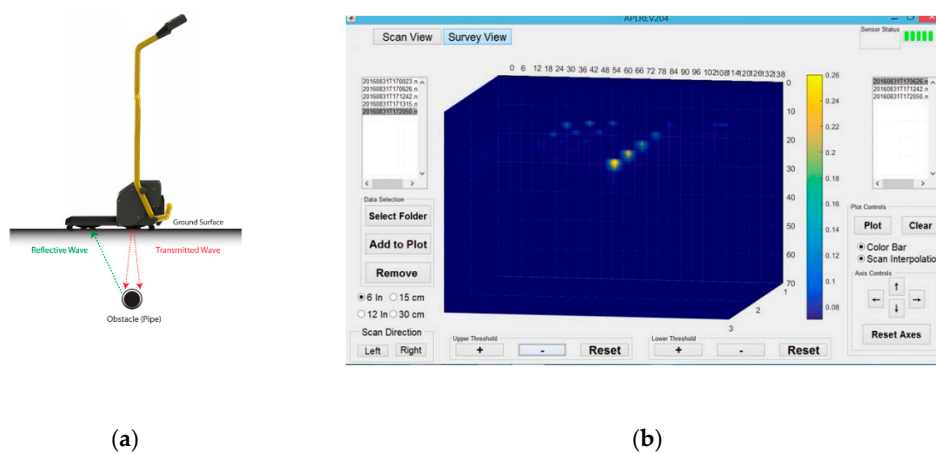 Ground Surface
Reflective Wave
Transmitted Wave
Obstacle (Pipe)
(a)
APLREV204
Scan View
Survey View
Sensor Status
0 6 12 18 24 30 36 42 48 54 60 66 72 78 84 90 96 102108114120126132138
0
10
20
30
40
50
60
70
1
2
3
0.26
0.24
0.22
0.2
0.18
0.16
0.14
0.12
0.1
0.08
20160831T170023.n
20160831T170626.n
20160831T171242.n
20160831T171315.n
20160831T172050.n
Data Selection
Select Folder
Add to Plot
Remove
6 In
15 cm
12 In
30 cm
Scan Direction
Left
Right
Upper Threshold
+
-
Reset
Lower Threshold
+
-
Reset
20160831T170626.n
20160831T171242.n
20160831T172050.n
Plot Controls
Plot
Clear
Color Bar
Scan Interpolatio
Axis Controls
↑
←
→
↓
Reset Axes
(b)